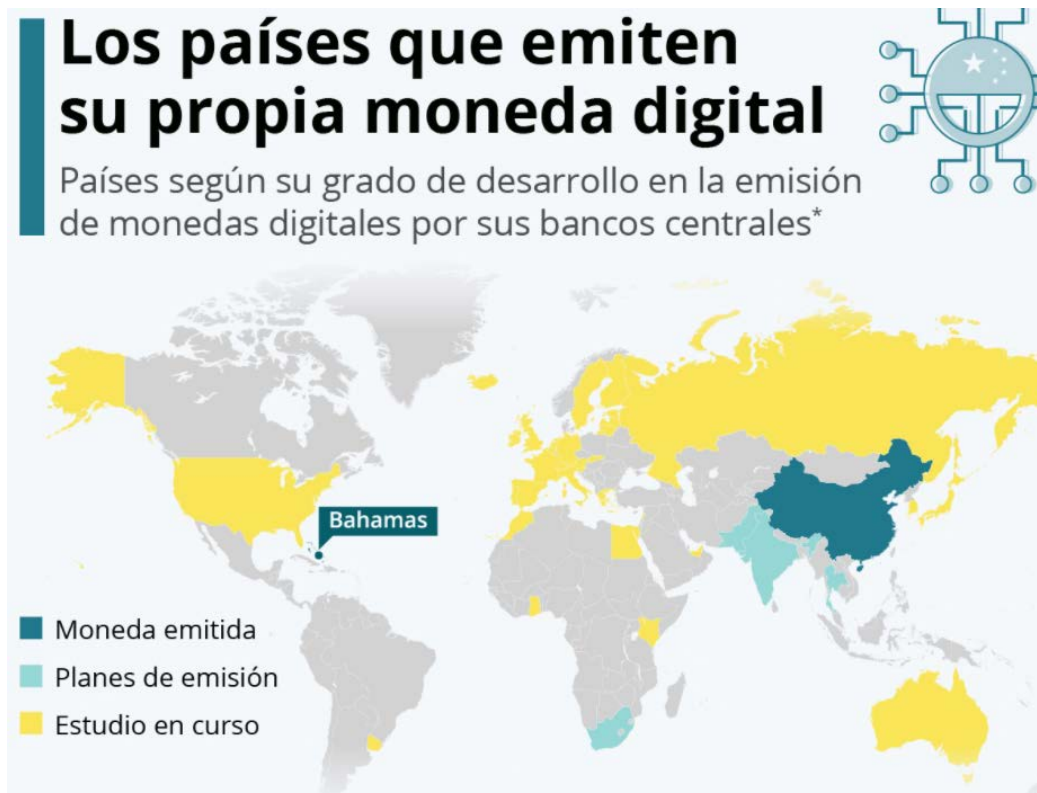 Los países que emiten
su propia moneda digital
Países según su grado de desarrollo en la emisión
de monedas digitales por sus bancos centrales*
Bahamas
Moneda emitida
Planes de emisión
Estudio en curso